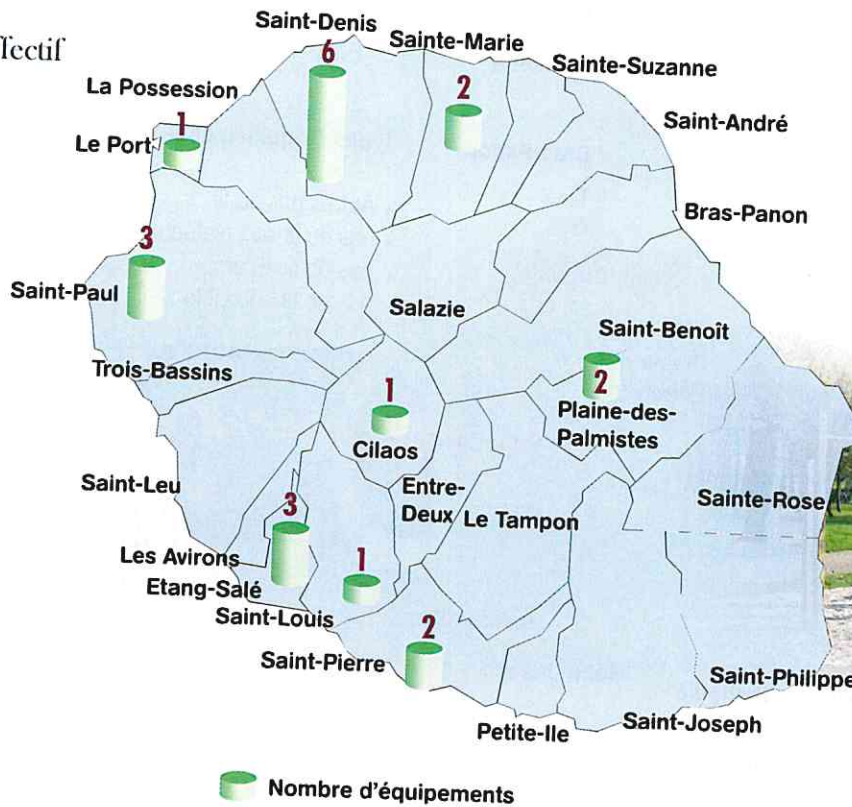 fectif
Saint-Denis
6
Sainte-Marie
2
Sainte-Suzanne
La Possession
1
Le Port
Saint-André
Bras-Panon
3
Saint-Paul
Salazie
Saint-Benoît
2
Trois-Bassins
1
Cilaos
Plaine-des-
Palmistes
Saint-Leu
Entre-
Deux
Le Tampon
Sainte-Rose
3
Les Avirons
Etang-Salé
1
Saint-Louis
2
Saint-Pierre
Saint-Philippe
Saint-Joseph
Petite-Ile
Nombre d'équipements